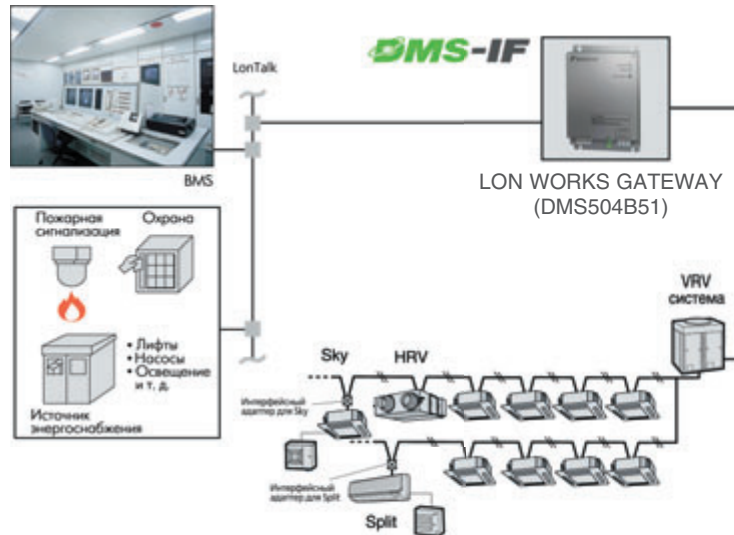 LonTalk
DMS-IF
BMS
LON WORKS GATEWAY
(DMS504B51)
Пожарная
сигнализация
Охрана
• Лифты
• Насосы
• Освещение
и т. д.
Источник
энергоснабжения
VRV
система
Sky
HRV
Интерфейсный
адаптер для Sky
Интерфейсный
адаптер для Split
Split